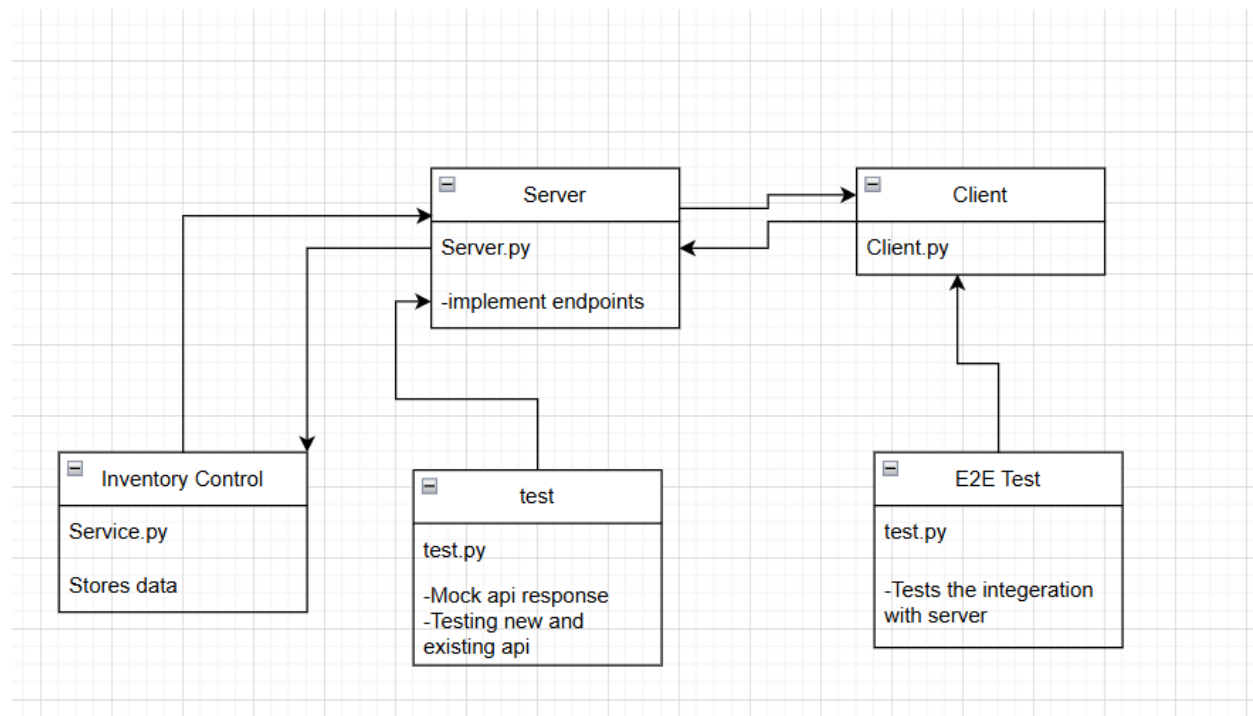 Server
Server.py
-implement endpoints
Client
Client.py
Inventory Control
Service.py
Stores data
test
test.py
-Mock api response
-Testing new and
existing api
E2E Test
test.py
-Tests the integeration
with server